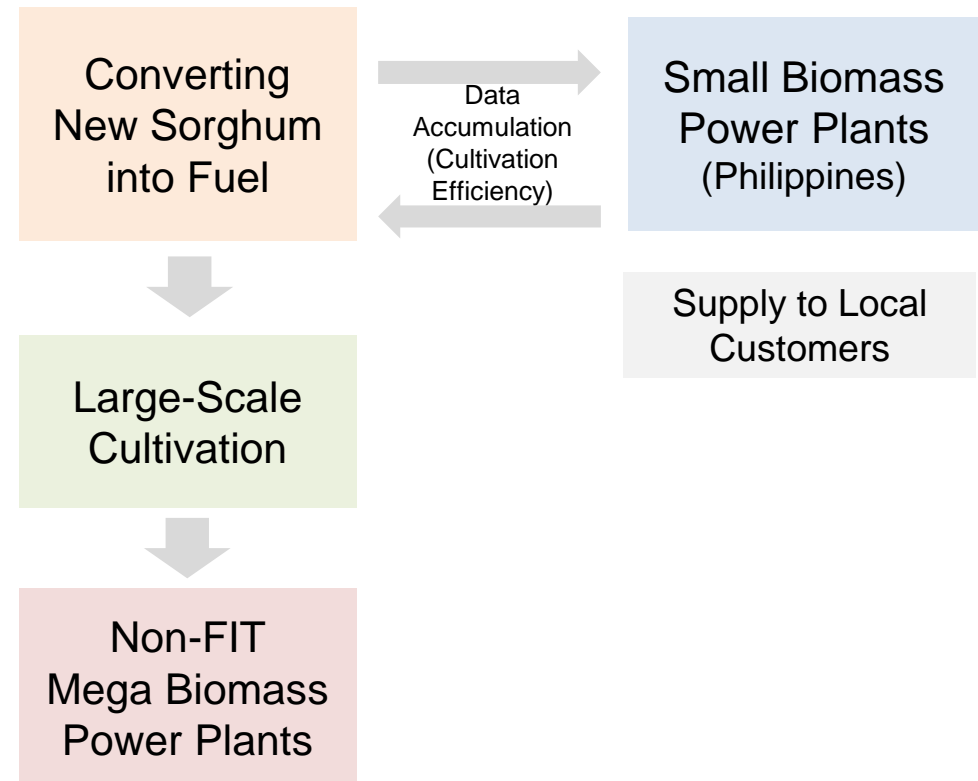 Converting
New Sorghum
into Fuel
Data
Accumulation
(Cultivation
Efficiency)
Small Biomass
Power Plants
(Philippines)
Supply to Local
Customers
Large-Scale
Cultivation
Non-FIT
Mega Biomass
Power Plants